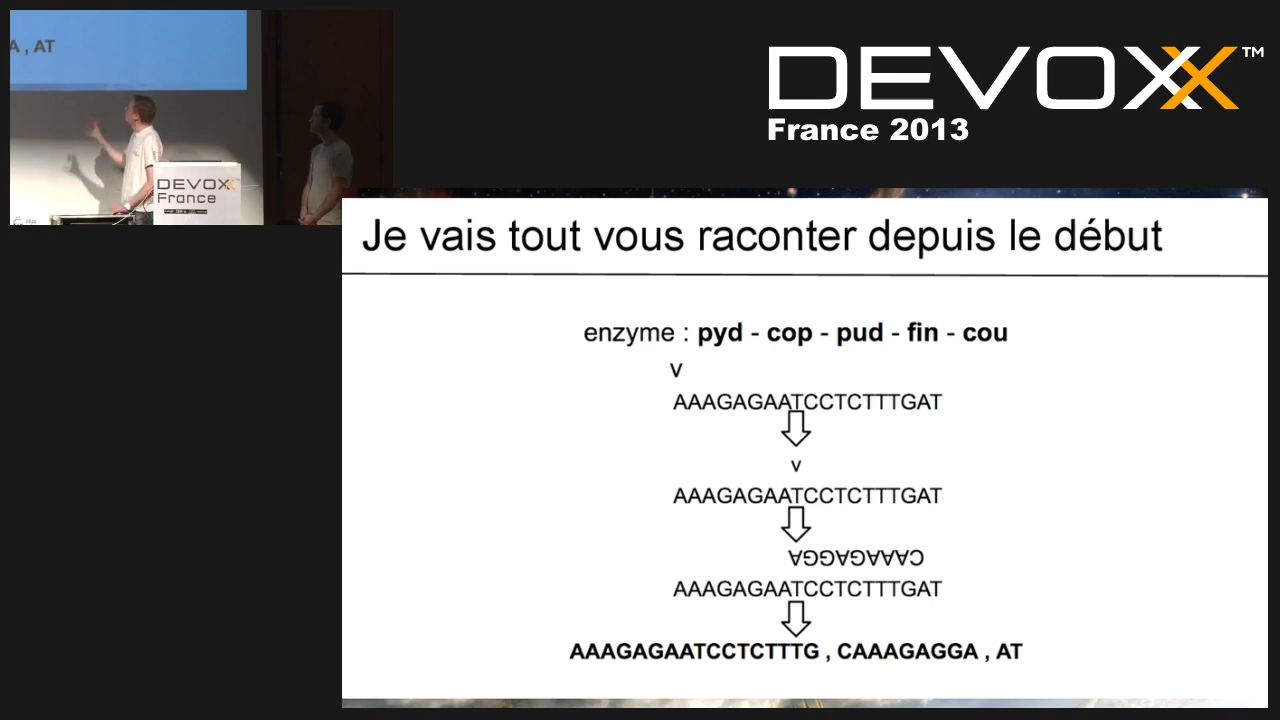 A , AT
DEVOXX
France
DEVOXX™
France 2013
Je vais tout vous raconter depuis le début
enzyme : pyd - cop - pud - fin - cou
v
AAAGAGAATCCTCTTTGAT
v
AAAGAGAATCCTCTTTGAT
CAAAGAGGA
AAAGAGAATCCTCTTTGAT
AAAGAGAATCCTCTTTG , CAAAGAGGA , AT